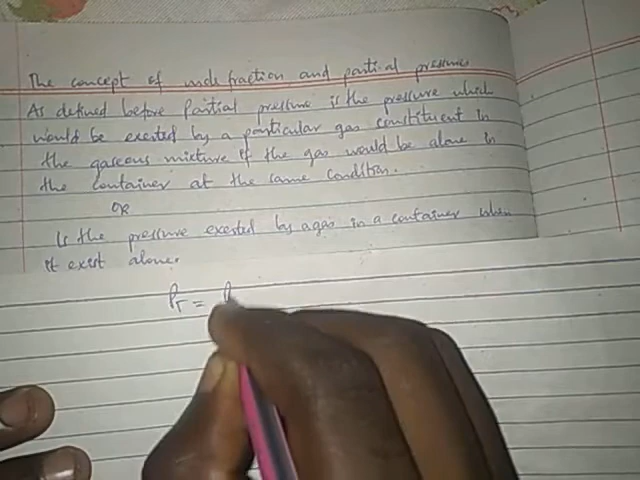 The concept of mole fraction and partial pressures
As defined before Partial pressure is the pressure which
would be exerted by a particular gas constituent in
the gaseous mixture if the gas would be alone in
the container at the same condition.
OR
Is the pressure exerted by a gas in a container when
it exist alone.
P_T = P